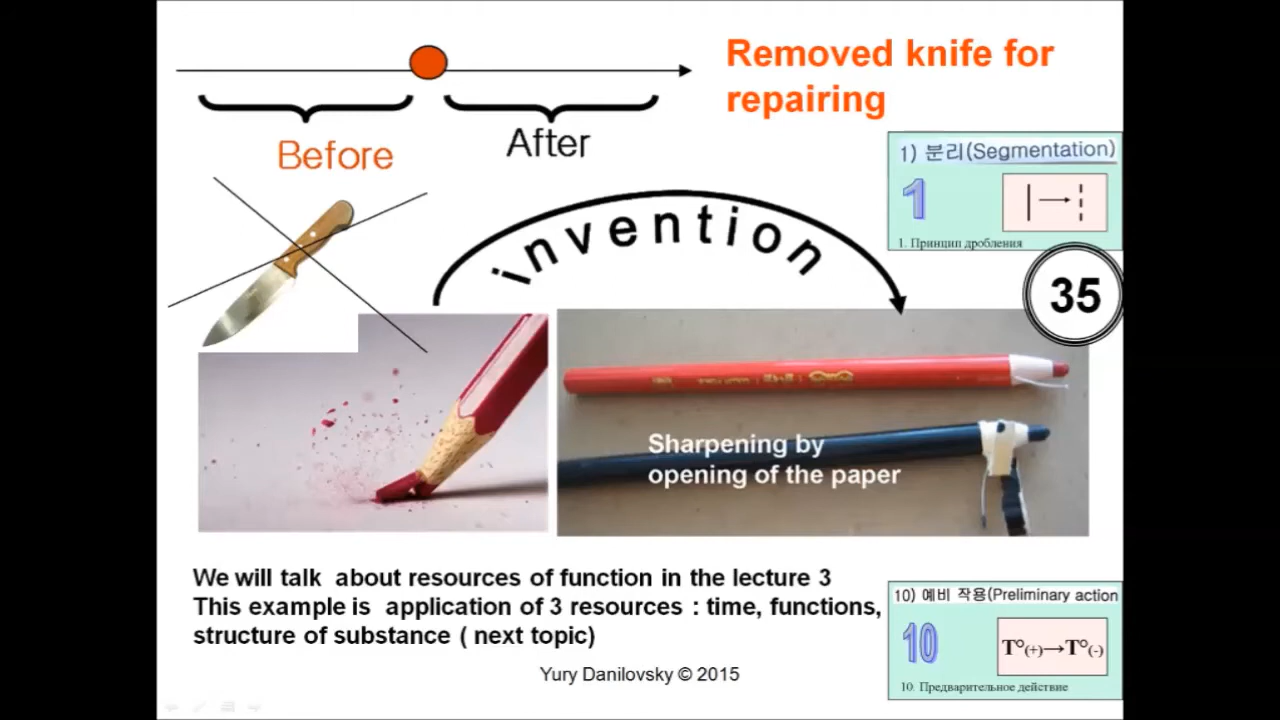 Removed knife for
repairing
Before
After
1) 분리(Segmentation)
1
1. Принцип дробления
invention
35
Sharpening by
opening of the paper
We will talk about resources of function in the lecture 3
This example is application of 3 resources : time, functions,
structure of substance ( next topic)
Yury Danilovsky © 2015
10) 예비 작용(Preliminary action
10
T°(+)→T°(-)
10. Предварительное действие